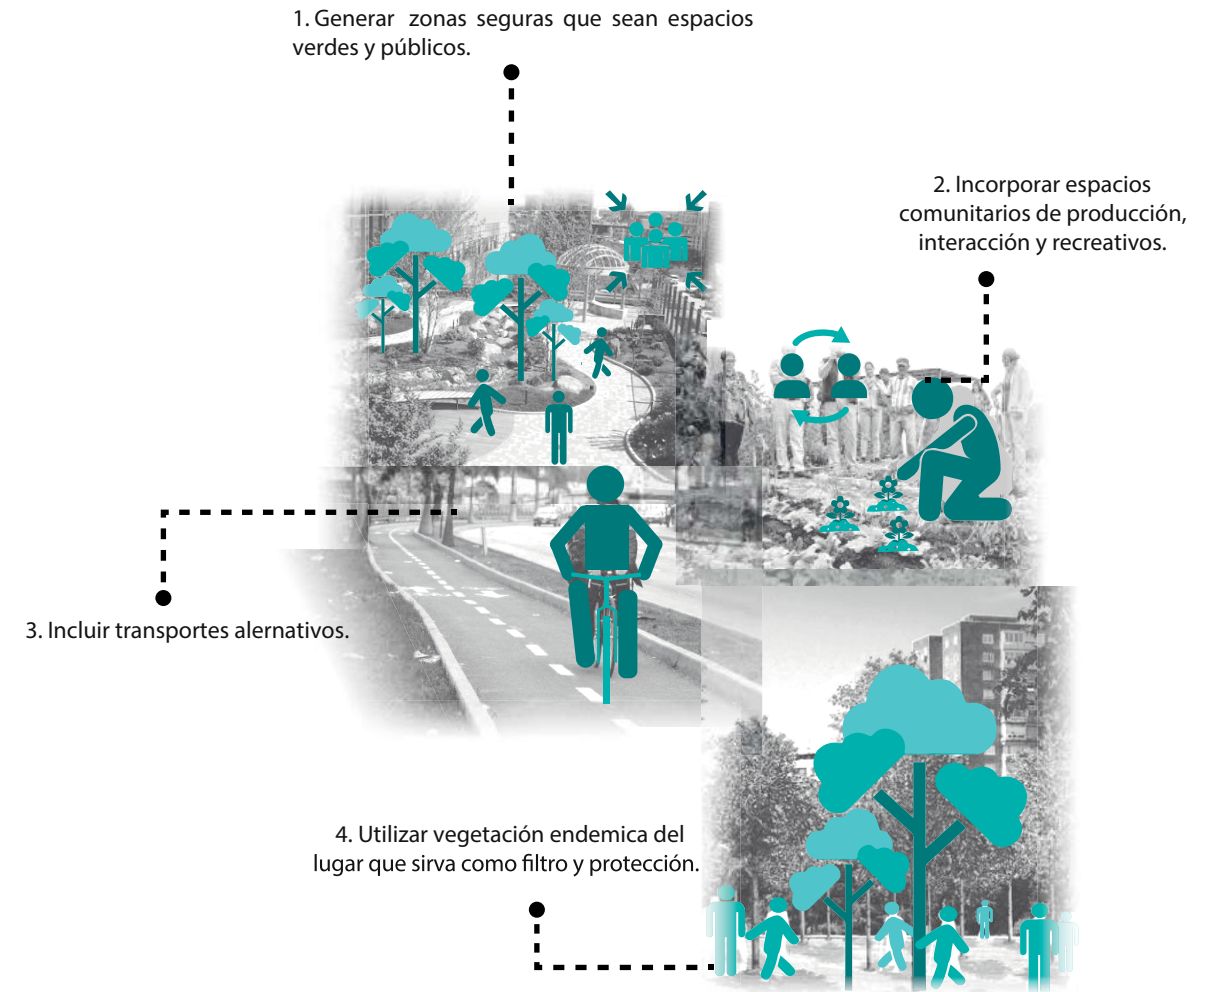 1. Generar zonas seguras que sean espacios
verdes y públicos.
2. Incorporar espacios
comunitarios de producción,
interacción y recreativos.
3. Incluir transportes alernativos.
4. Utilizar vegetación endemica del
lugar que sirva como filtro y protección.